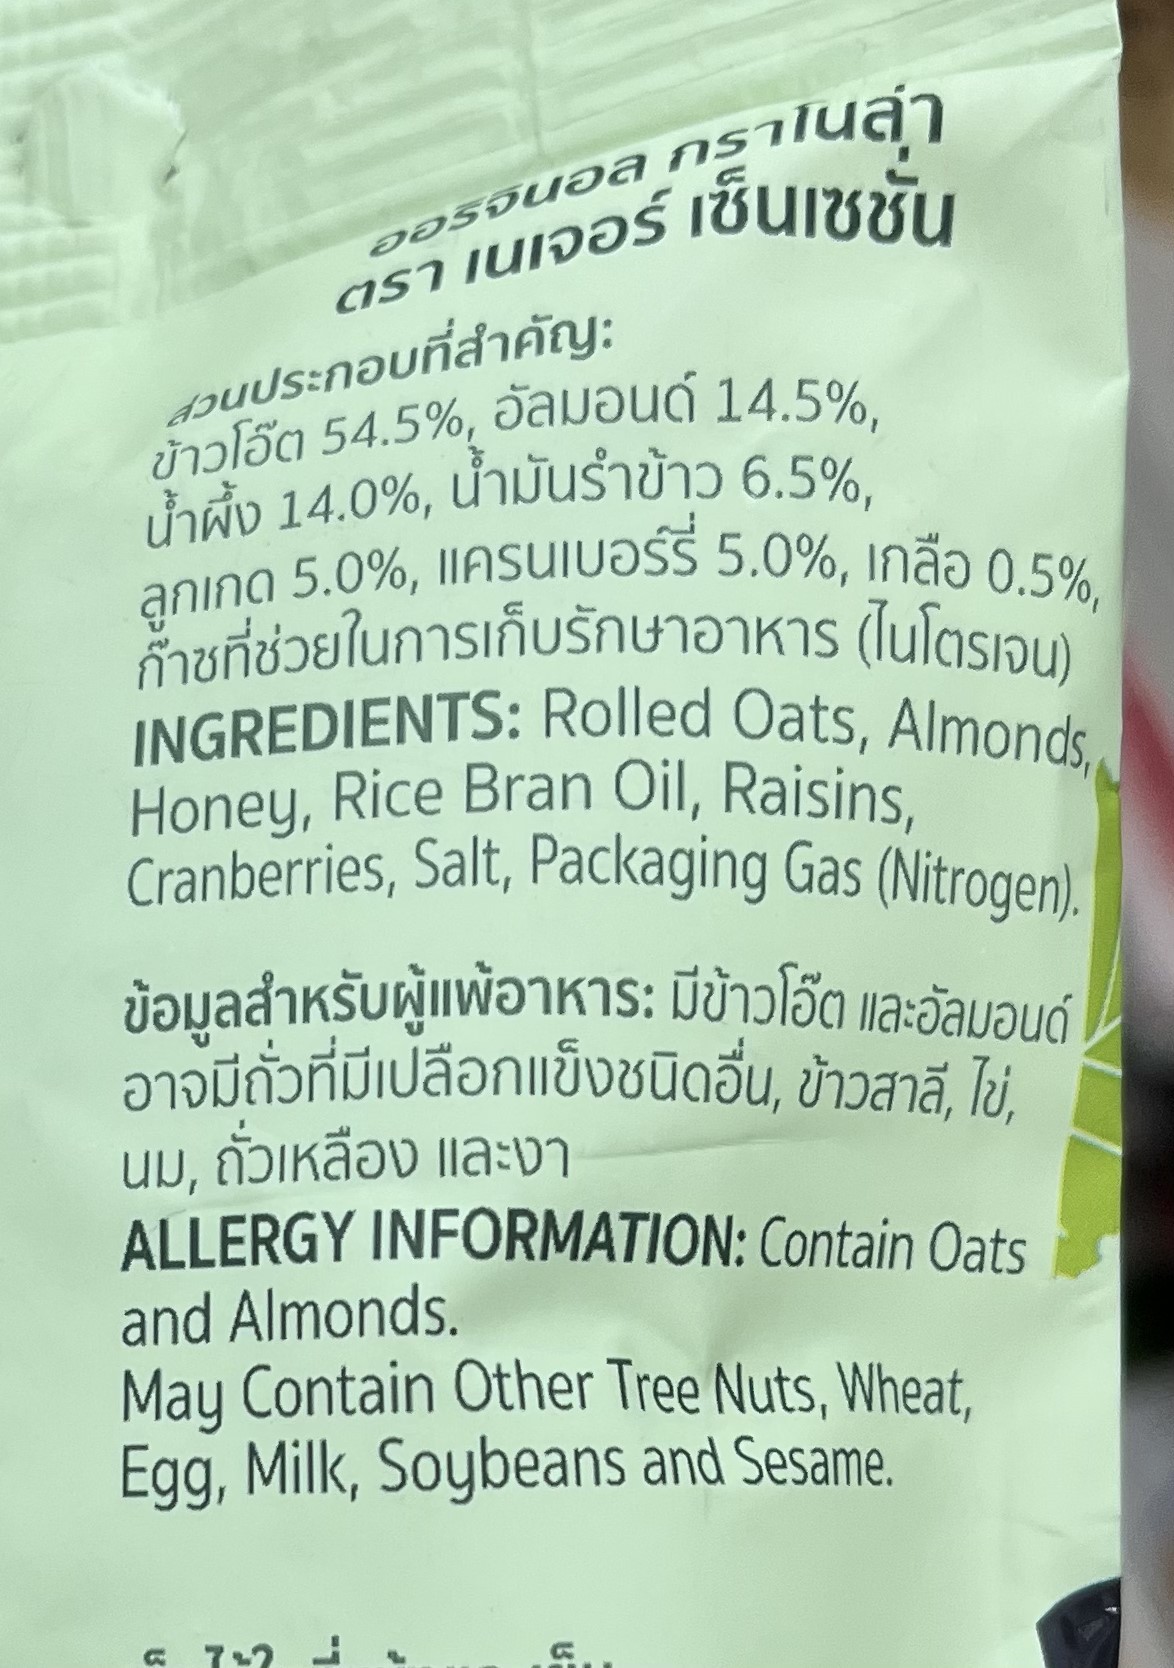 ออริจินอล กราโนล่า
ตรา เนเจอร์ เซ็นเซชั่น
ส่วนประกอบที่สำคัญ:
ข้าวโอ๊ต 54.5%, อัลมอนด์ 14.5%,
น้ำผึ้ง 14.0%, น้ำมันรำข้าว 6.5%,
ลูกเกด 5.0%, แครนเบอร์รี่ 5.0%, เกลือ 0.5%,
ก๊าซที่ช่วยในการเก็บรักษาอาหาร (ไนโตรเจน)
INGREDIENTS: Rolled Oats, Almonds,
Honey, Rice Bran Oil, Raisins,
Cranberries, Salt, Packaging Gas (Nitrogen).
ข้อมูลสำหรับผู้แพ้อาหาร: มีข้าวโอ๊ต และอัลมอนด์
อาจมีถั่วที่มีเปลือกแข็งชนิดอื่น, ข้าวสาลี, ไข่,
นม, ถั่วเหลือง และงา
ALLERGY INFORMATION: Contain Oats
and Almonds.
May Contain Other Tree Nuts, Wheat,
Egg, Milk, Soybeans and Sesame.